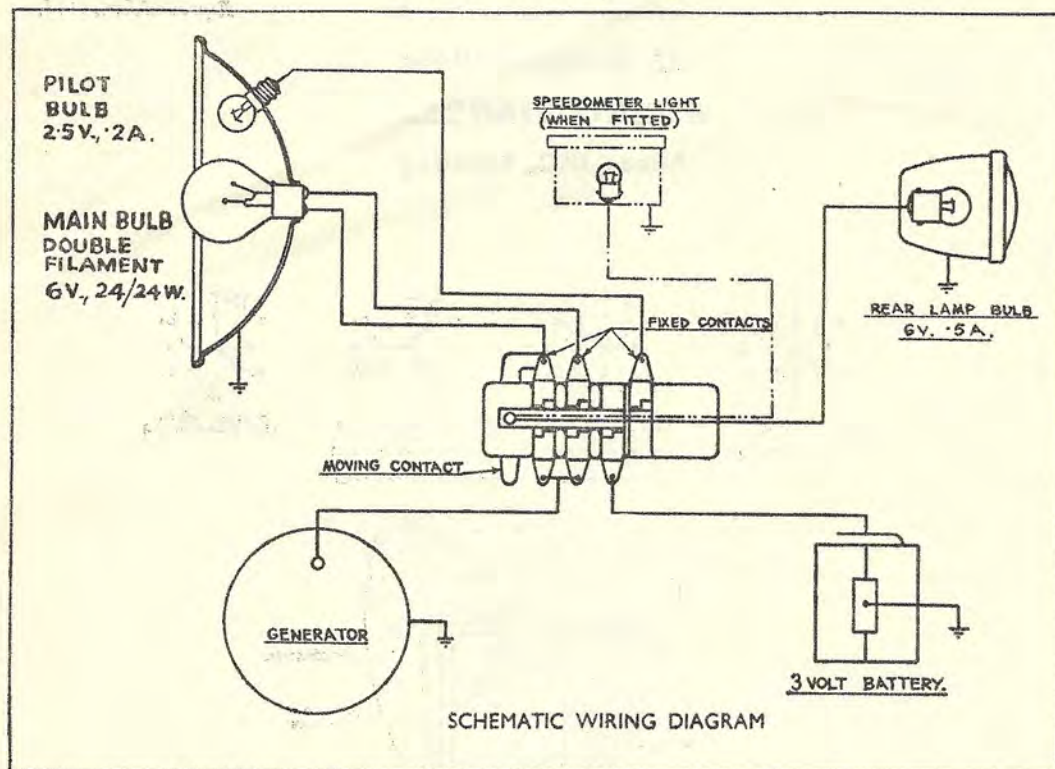 PILOT
BULB
2·5V., ·2A.
MAIN BULB
DOUBLE
FILAMENT
6V., 24/24W.
SPEEDOMETER LIGHT
(WHEN FITTED)
REAR LAMP BULB
6V. ·5A.
FIXED CONTACTS
MOVING CONTACT
GENERATOR
3 VOLT BATTERY.
SCHEMATIC WIRING DIAGRAM